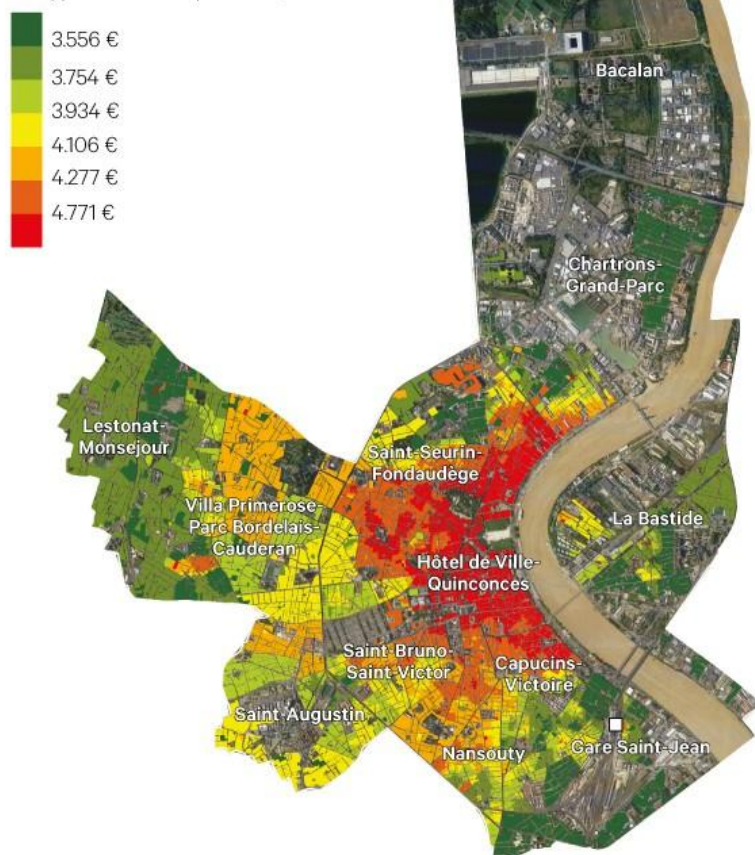 3.556 €
3.754 €
3.934 €
4.106 €
4.277 €
4.771 €
Bacalan
Chartrons-
Grand-Parc
Lestonat-
Monsejour
Saint-Seurin-
Fondaudège
Villa Primerose-
Parc Bordelais-
Cauderan
La Bastide
Hôtel de Ville-
Quinconces
Saint-Bruno-
Saint-Victor
Capucins-
Victoire
Saint-Augustin
Nansouty
Gare Saint-Jean